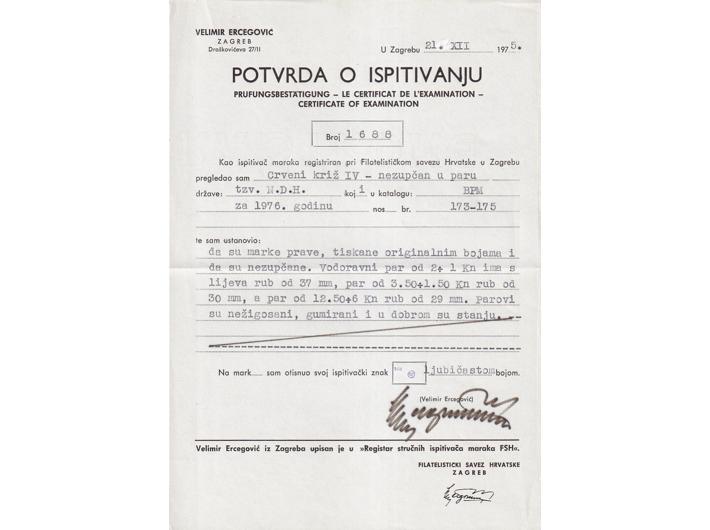 VELIMIR ERCEGOVIĆ
ZAGREB
Draškovićeva 27/II
U Zagrebu 21. XII 1975.
POTVRDA O ISPITIVANJU
PRUFUNGSBESTÄTIGUNG – LE CERTIFICAT DE L'EXAMINATION –
CERTIFICATE OF EXAMINATION
Broj 1688
Kao ispitivač maraka registriran pri Filatelističkom savezu Hrvatske u Zagrebu
pregledao sam Crveni križ IV – nezupčan u paru
države: tzv. N.D.H. koj i u katalogu: BPM
za 1976. godinu nos br. 173-175
te sam ustanovio:
da su marke prave, tiskane originalnim bojama i
da su nezupčane. Vodoravni par od 2+ 1 Kn ima s
lijeva rub od 37 mm, par od 3.50+1.50 Kn rub od
30 mm, a par od 12.50+6 Kn rub od 29 mm. Parovi
su nežigosani, gumirani i u dobrom su stanju.
Na mark sam otisnuo svoj ispitivački znak ljubičastom bojom.
(Velimir Ercegović)
Velimir Ercegović iz Zagreba upisan je u »Registar stručnih ispitivača maraka FSH«.
FILATELISTICKI SAVEZ HRVATSKE
ZAGREB